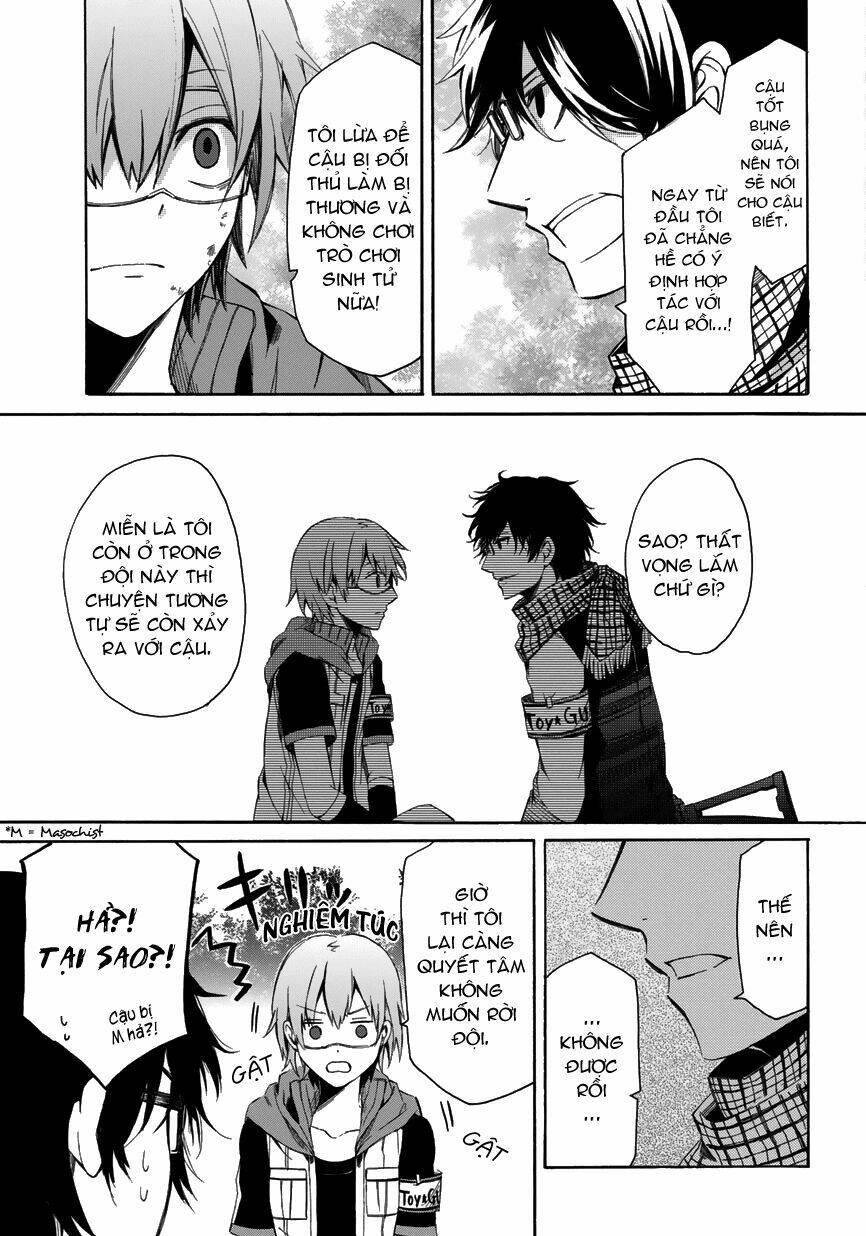 CẬU
TỐT
BỤNG
QUÁ,
NÊN TÔI
SẼ NÓI
CHO CẬU
BIẾT.
NGAY TỪ
ĐẦU TÔI
ĐÃ CHẲNG
HỀ CÓ Ý
ĐỊNH HỢP
TÁC VỚI
CẬU RỒI...!
TÔI LỪA ĐỂ
CẬU BỊ ĐỐI
THỦ LÀM BỊ
THƯƠNG VÀ
KHÔNG CHƠI
TRÒ CHƠI
SINH TỬ
NỮA!
SAO? THẤT
VỌNG LẮM
CHỨ GÌ?
MIỄN LÀ TÔI
CÒN Ở TRONG
ĐỘI NÀY THÌ
CHUYỆN TƯƠNG
TỰ SẼ CÒN XẢY
RA VỚI CẬU.
TOY★GU
TOY★GU
THẾ
NÊN
...
...
KHÔNG
ĐƯỢC
RỒI
...
GIỜ
THÌ TÔI
LẠI CÀNG
QUYẾT TÂM
KHÔNG
MUỐN RỜI
ĐỘI.
NGHIÊM TÚC
GẬT
GẬT
TOY★GU
*M = Masochist
HẢ?!
TẠI SAO?!
Cậu bị
M hả?!